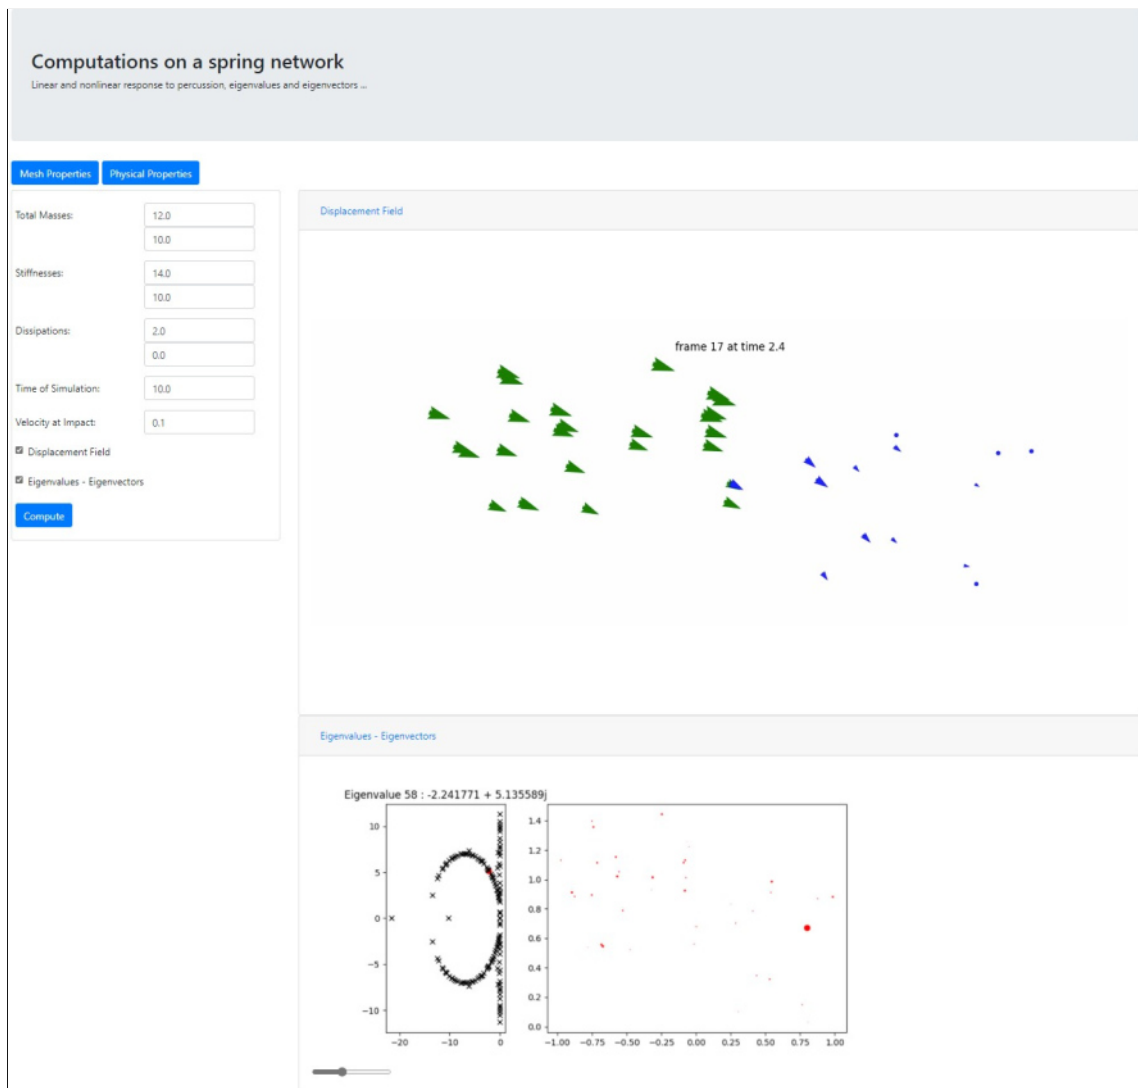 Computations on a spring network
Linear and nonlinear response to percussion, eigenvalues and eigenvectors ...
Mesh Properties Physical Properties
Total Masses: 12.0
10.0
Stiffnesses: 14.0
10.0
Dissipations: 2.0
0.0
Time of Simulation: 10.0
Velocity at Impact: 0.1
Displacement Field
Eigenvalues - Eigenvectors
Compute
Displacement Field
frame 17 at time 2.4
Eigenvalues - Eigenvectors
Eigenvalue 58 : -2.241771 + 5.135589j
10
5
0
−5
−10
−20 −10 0
1.4
1.2
1.0
0.8
0.6
0.4
0.2
0.0
−1.00 −0.75 −0.50 −0.25 0.00 0.25 0.50 0.75 1.00